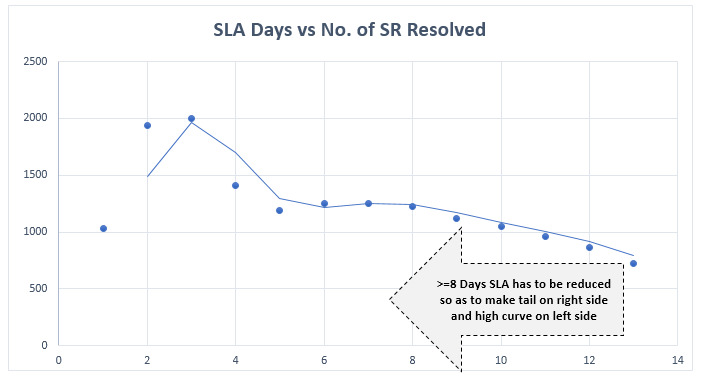 SLA Days vs No. of SR Resolved
2500
2000
1500
1000
500
0
0 2 4 6 8 10 12 14
>=8 Days SLA has to be reduced
so as to make tail on right side
and high curve on left side